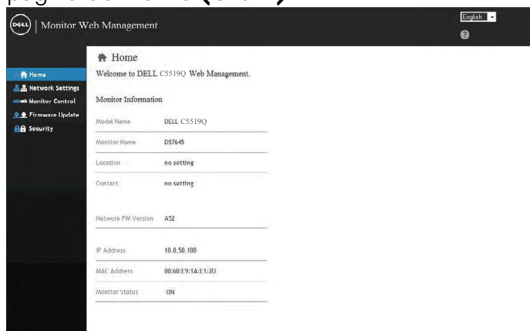 DELL
Monitor Web Management
English
Home
Network Settings
Monitor Control
Firmware Update
Security
Home
Welcome to DELL C5519Q Web Management.
Monitor Information
Model Name DELL C5519Q
Monitor Name D57645
Location no setting
Contact no setting
Network FW Version A52
IP Address 10.0.50.100
MAC Address 00:60:E9:1A:E1:2D
Monitor Status ON